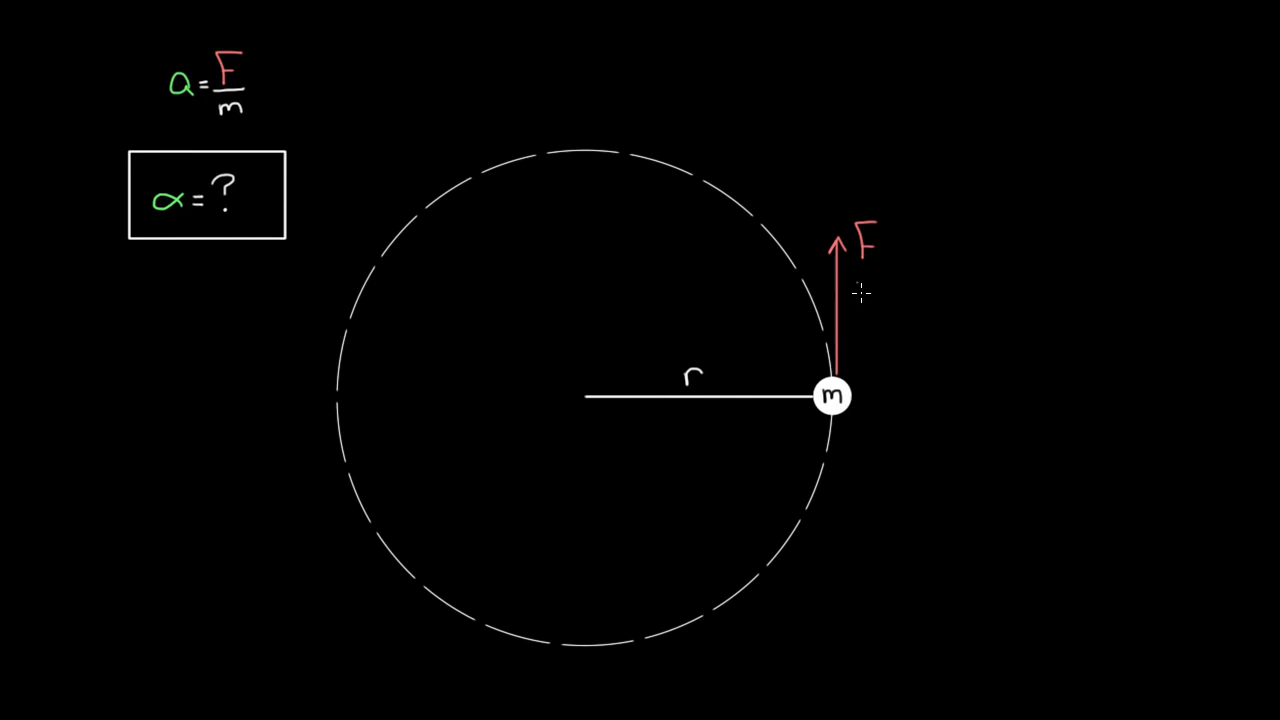 a = F/m
α = ?
F
r
m